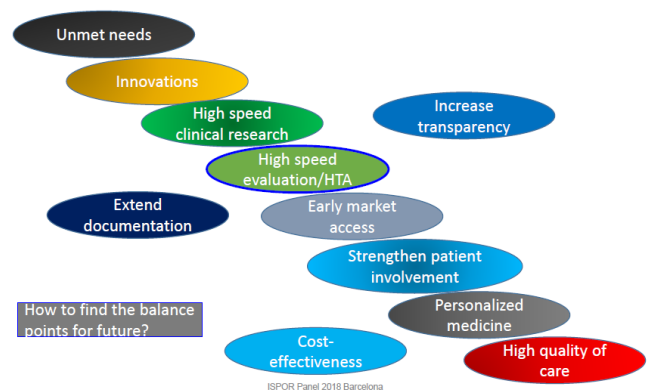 Unmet needs
Innovations
High speed
clinical research
Increase
transparency
High speed
evaluation/HTA
Extend
documentation
Early market
access
Strengthen patient
involvement
How to find the balance
points for future?
Personalized
medicine
Cost-
effectiveness
High quality of
care
ISPOR Panel 2018 Barcelona